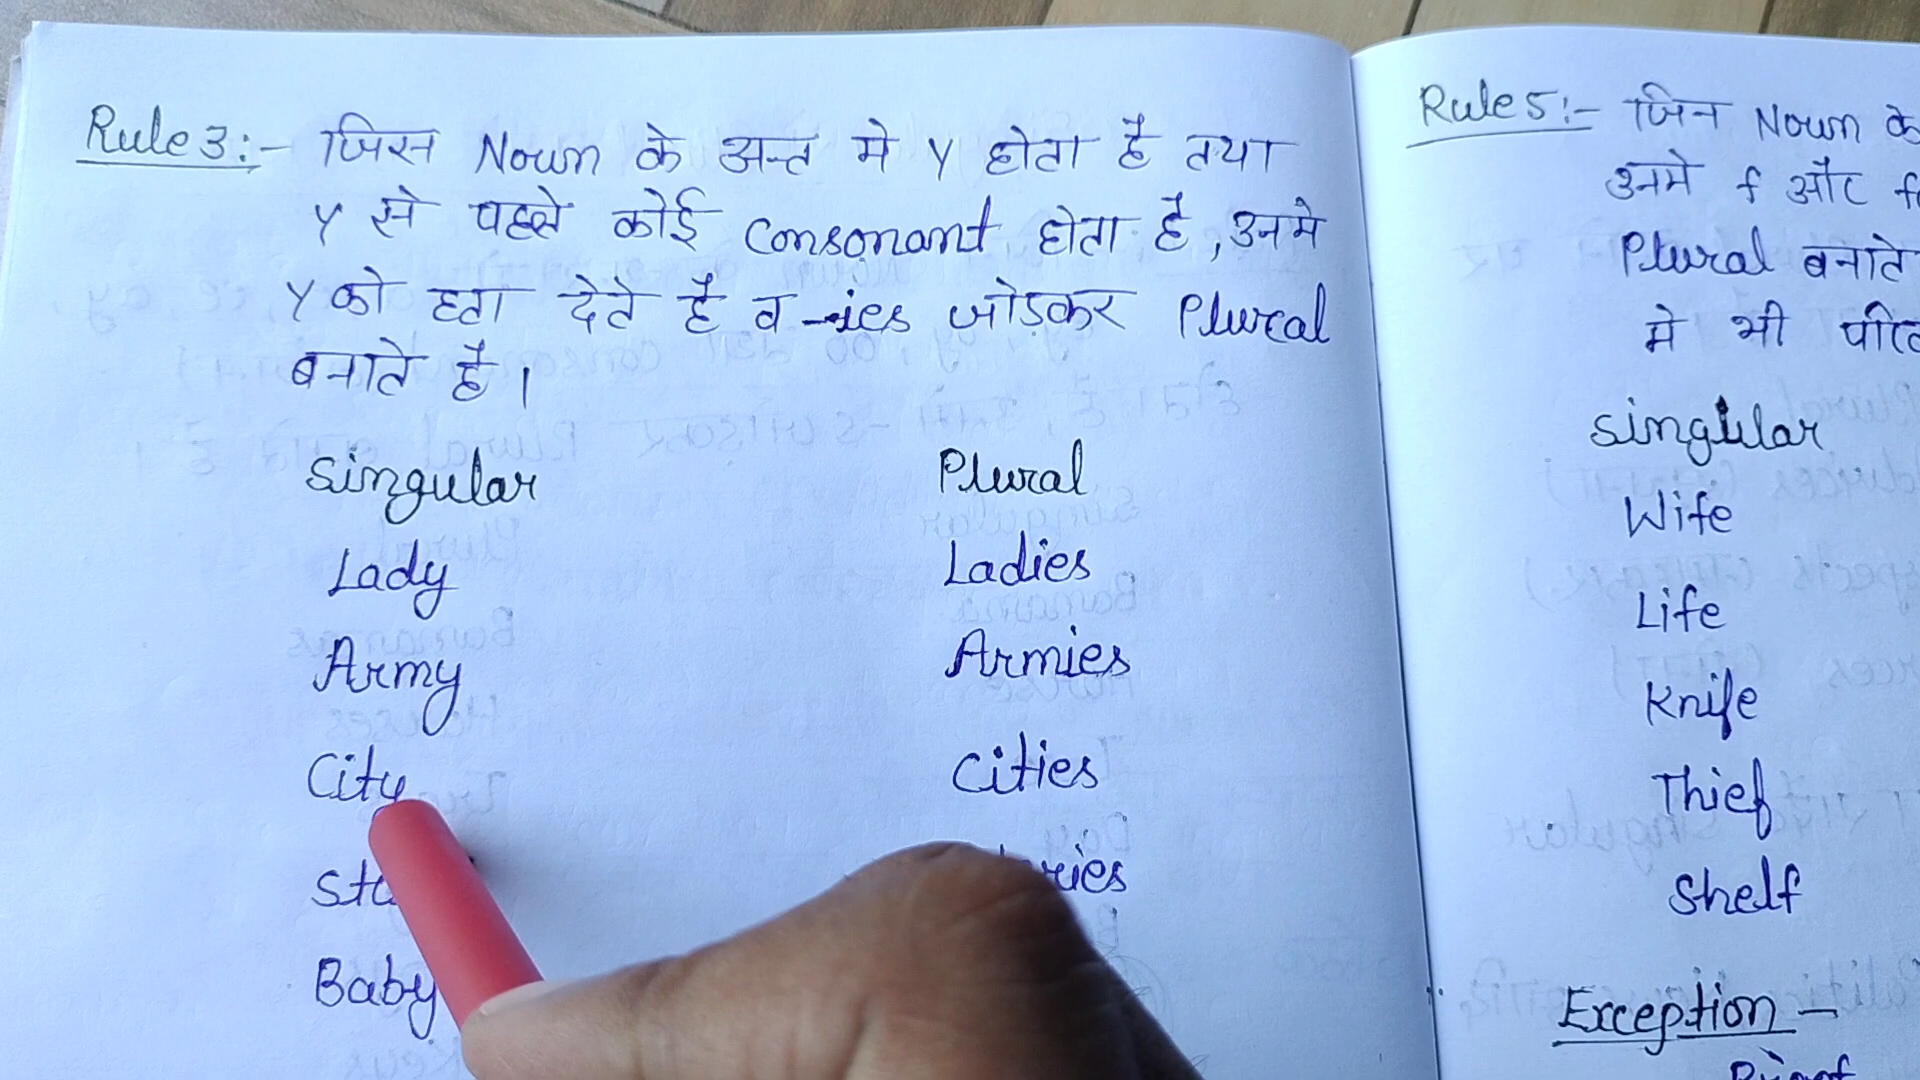 Rule 3:- जिस Noun के अन्त मे y होता है तथा
y से पहले कोई consonant होता है, उनमे
y को हटा देते है व -ies जोड़कर Plural
बनाते है।
Singular Plural
Lady Ladies
Army Armies
City Cities
Baby
Rule 5:- जिन Noun के
उनमे f और
Plural बनाते
मे भी
Singular
Wife
Life
Knife
Thief
Shelf
Exception -
Proof